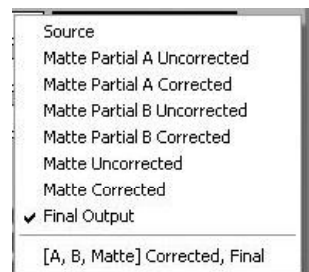 Source
Matte Partial A Uncorrected
Matte Partial A Corrected
Matte Partial B Uncorrected
Matte Partial B Corrected
Matte Uncorrected
Matte Corrected
Final Output
[A, B, Matte] Corrected, Final